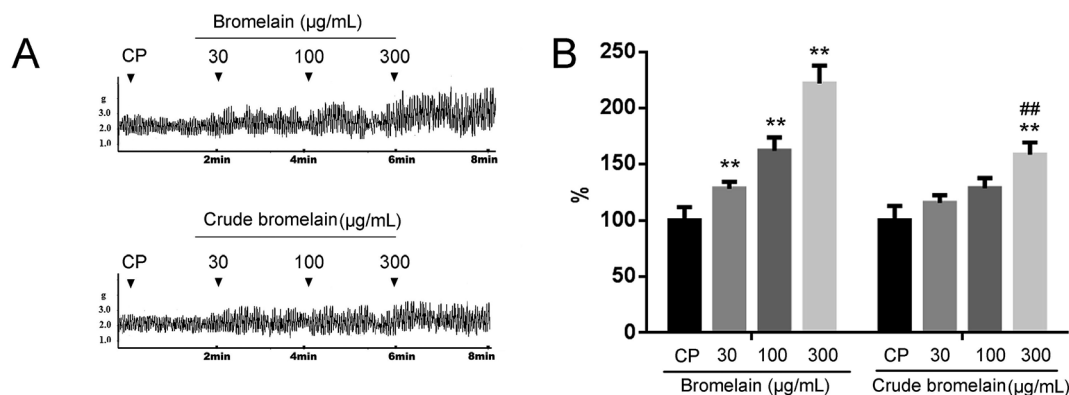 A
Bromelain (µg/mL)
CP 30 100 300
g
3.0
2.0
1.0
2min 4min 6min 8min
Crude bromelain (µg/mL)
CP 30 100 300
g
3.0
2.0
1.0
2min 4min 6min 8min
B
%
250
200
150
100
50
0
** ** **
##
**
CP 30 100 300 CP 30 100 300
Bromelain (µg/mL) Crude bromelain (µg/mL)